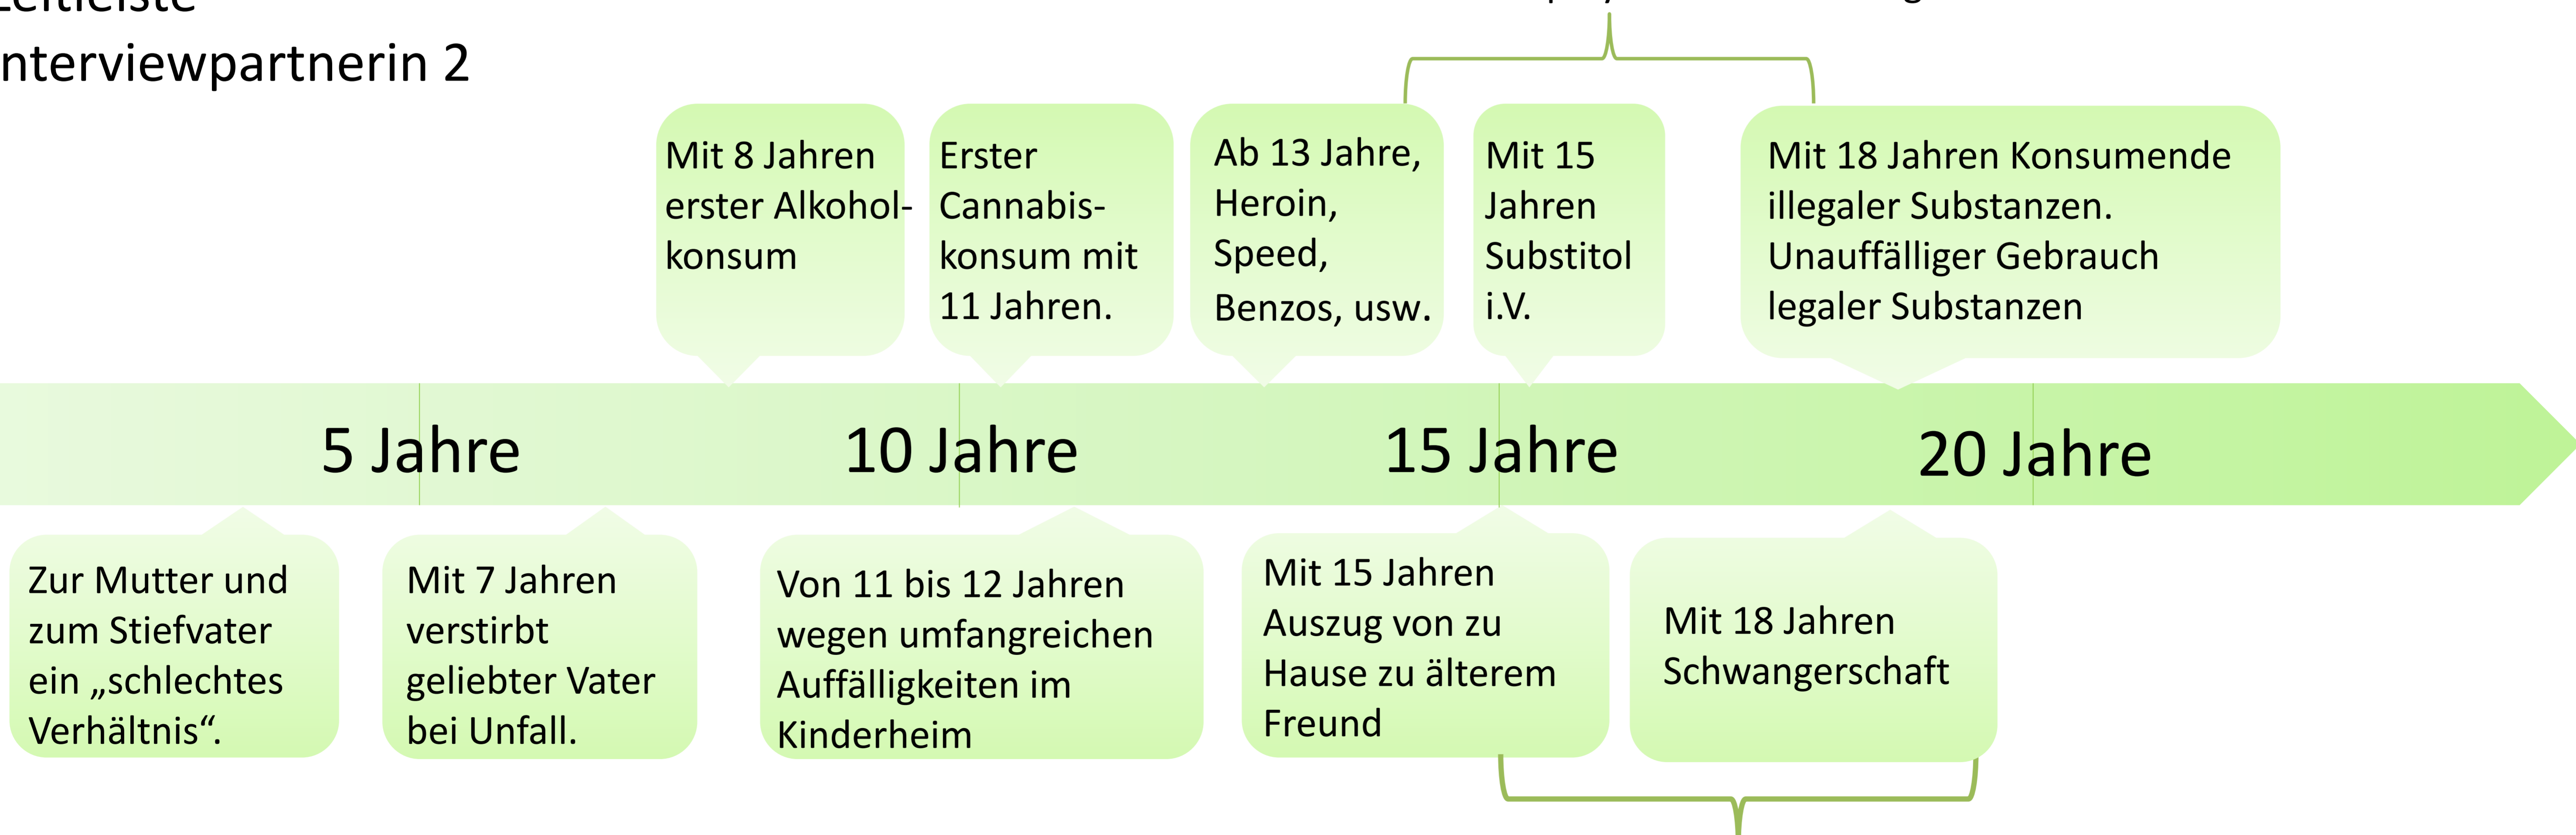 Interviewpartnerin 2
Mit 8 Jahren
erster Alkohol-
konsum
Erster
Cannabis-
konsum mit
11 Jahren.
Ab 13 Jahre,
Heroin,
Speed,
Benzos, usw.
Mit 15
Jahren
Substitol
i.V.
Mit 18 Jahren Konsumende
illegaler Substanzen.
Unauffälliger Gebrauch
legaler Substanzen
5 Jahre
10 Jahre
15 Jahre
20 Jahre
Zur Mutter und
zum Stiefvater
ein „schlechtes
Verhältnis“.
Mit 7 Jahren
verstirbt
geliebter Vater
bei Unfall.
Von 11 bis 12 Jahren
wegen umfangreichen
Auffälligkeiten im
Kinderheim
Mit 15 Jahren
Auszug von zu
Hause zu älterem
Freund
Mit 18 Jahren
Schwangerschaft